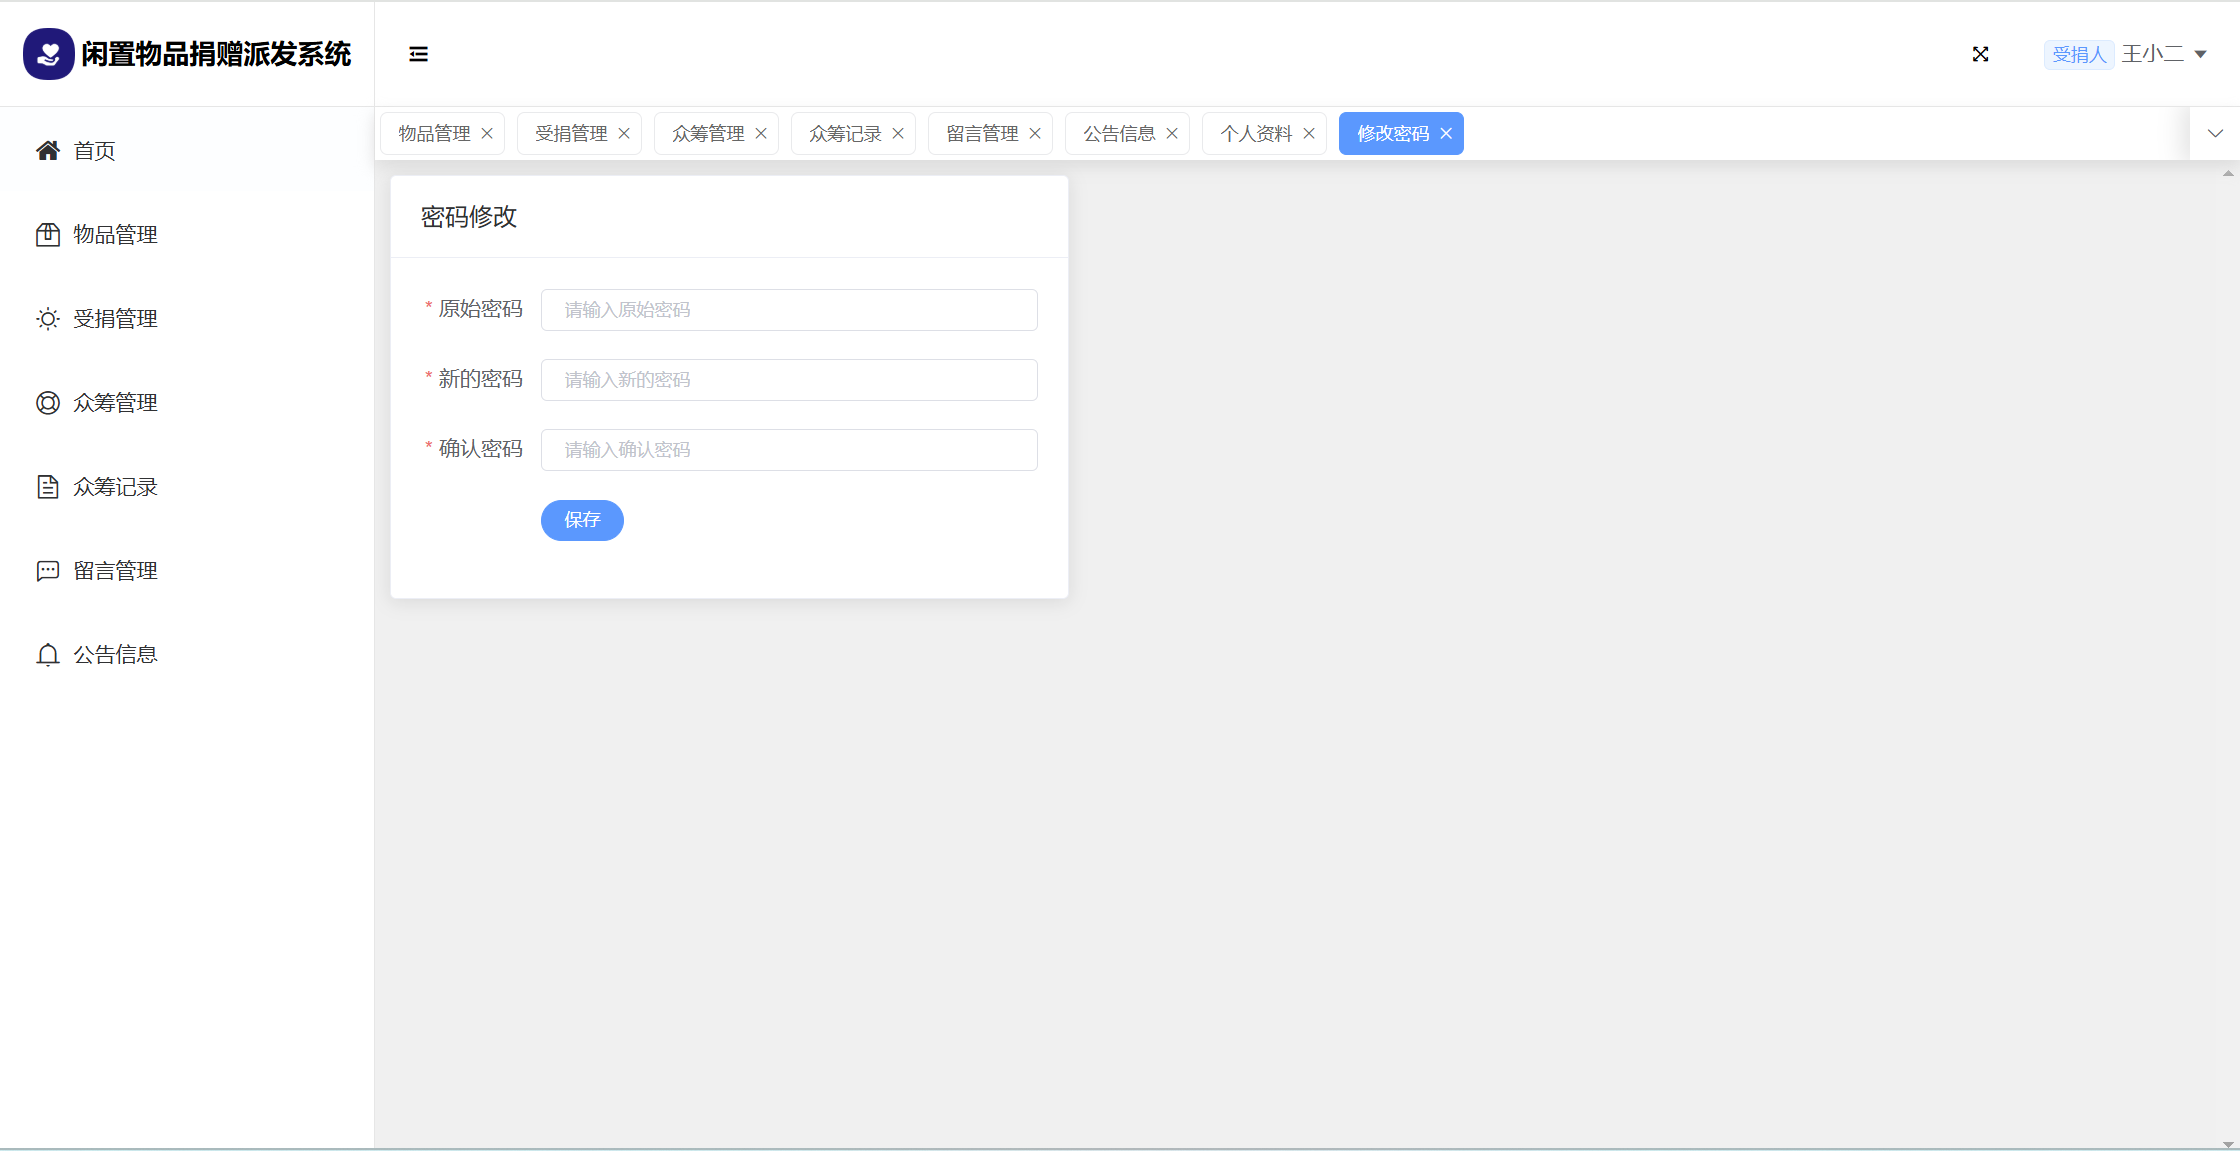 闲置物品捐赠派发系统
受捐人 王小二
首页
物品管理
受捐管理
众筹管理
众筹记录
留言管理
公告信息
物品管理 受捐管理 众筹管理 众筹记录 留言管理 公告信息 个人资料 修改密码
密码修改
* 原始密码 请输入原始密码
* 新的密码 请输入新的密码
* 确认密码 请输入确认密码
保存